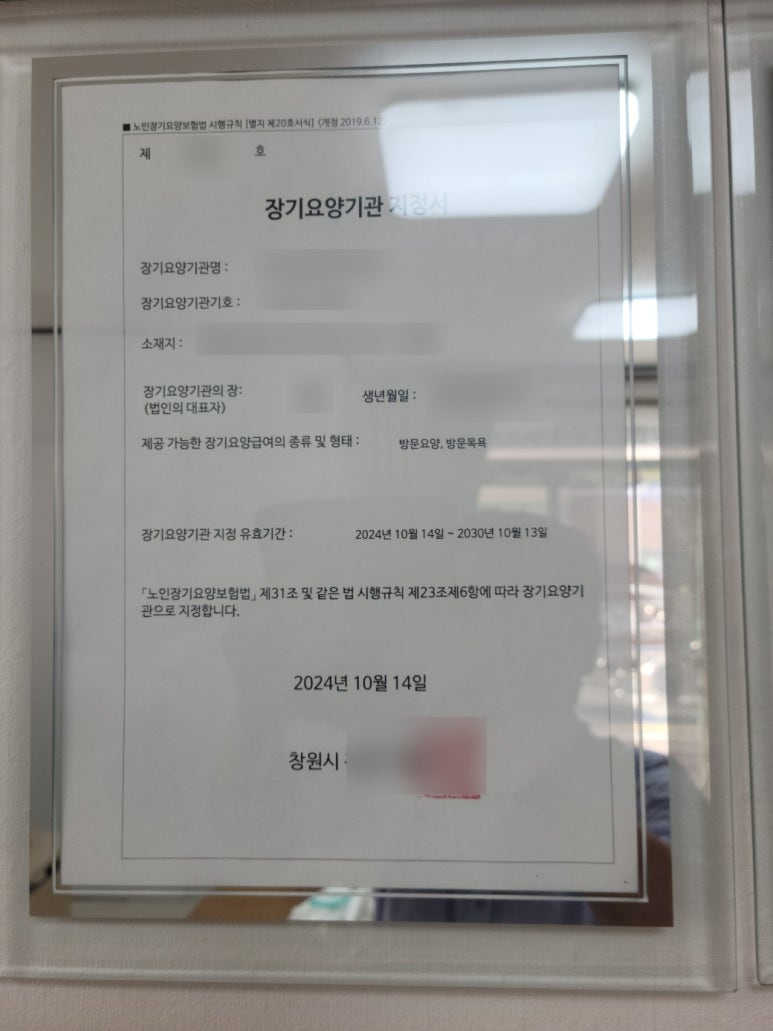 ■ 노인장기요양보험법 시행규칙 [별지 제20호서식] <개정 2019.6.12>
제 호
장기요양기관 지정서
장기요양기관명 :
장기요양기관기호 :
소재지 :
장기요양기관의 장: 생년월일 :
(법인의 대표자)
제공 가능한 장기요양급여의 종류 및 형태 : 방문요양, 방문목욕
장기요양기관 지정 유효기간 : 2024년 10월 14일 ~ 2030년 10월 13일
「노인장기요양보험법」 제31조 및 같은 법 시행규칙 제23조제6항에 따라 장기요양기
관으로 지정합니다.
2024년 10월 14일
창원시